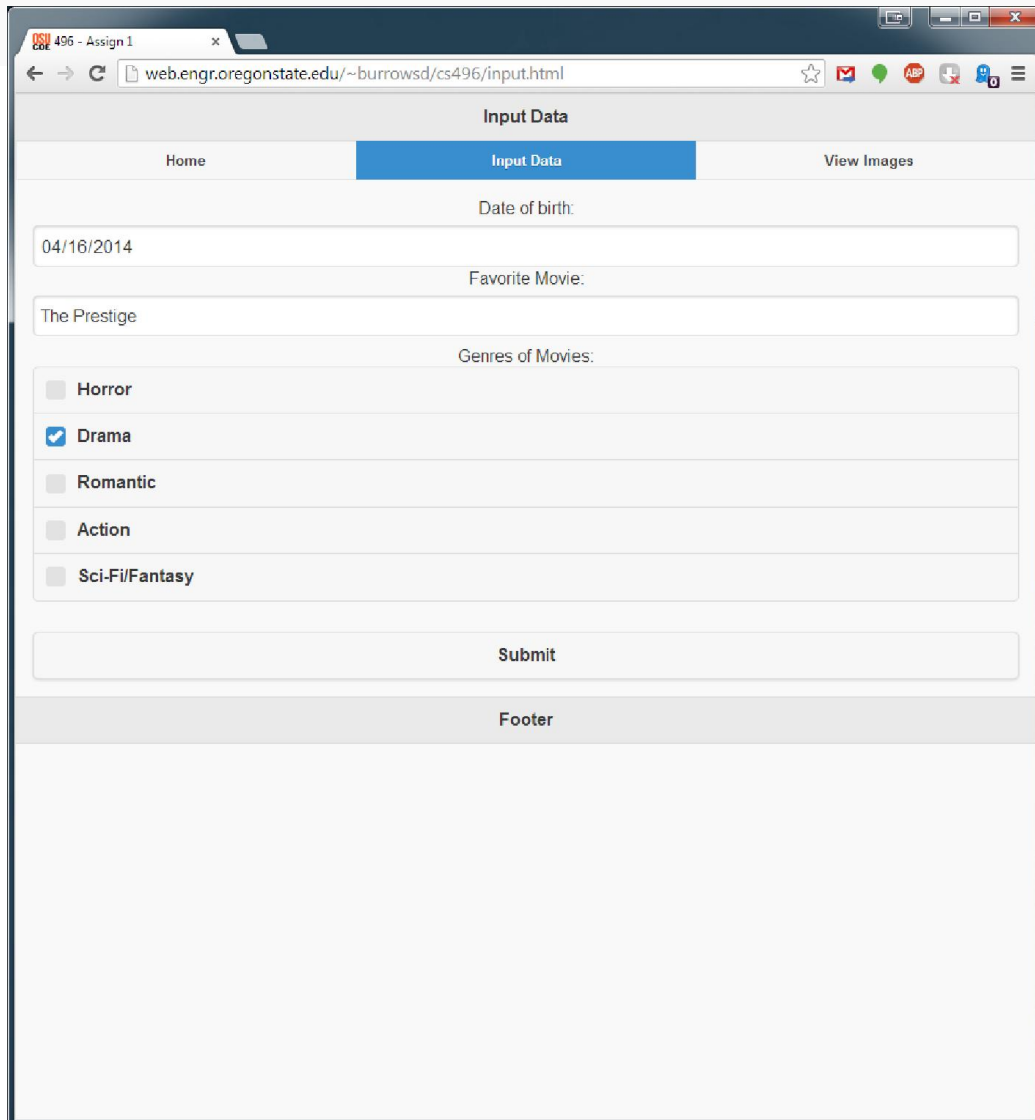 OSU CDE 496 - Assign 1
web.engr.oregonstate.edu/~burrowsd/cs496/input.html ABP 0
Input Data
Home Input Data View Images
Date of birth:
04/16/2014
Favorite Movie:
The Prestige
Genres of Movies:
Horror
Drama
Romantic
Action
Sci-Fi/Fantasy
Submit
Footer